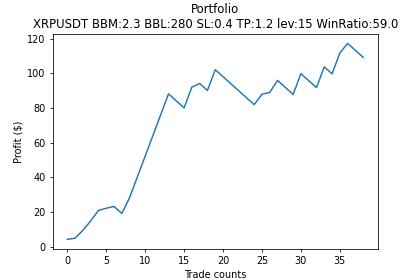 Portfolio
XRPUSDT BBM:2.3 BBL:280 SL:0.4 TP:1.2 lev:15 WinRatio:59.0
120
100
80
60
40
20
0
Profit ($)
0 5 10 15 20 25 30 35
Trade counts